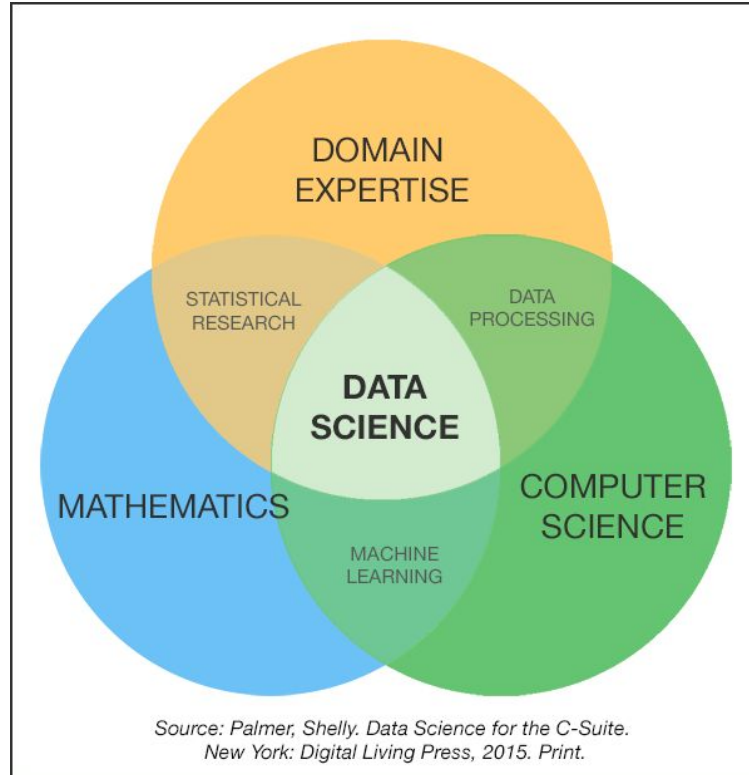 DOMAIN
EXPERTISE
STATISTICAL
RESEARCH
DATA
PROCESSING
DATA
SCIENCE
MATHEMATICS
COMPUTER
SCIENCE
MACHINE
LEARNING
Source: Palmer, Shelly. Data Science for the C-Suite.
New York: Digital Living Press, 2015. Print.